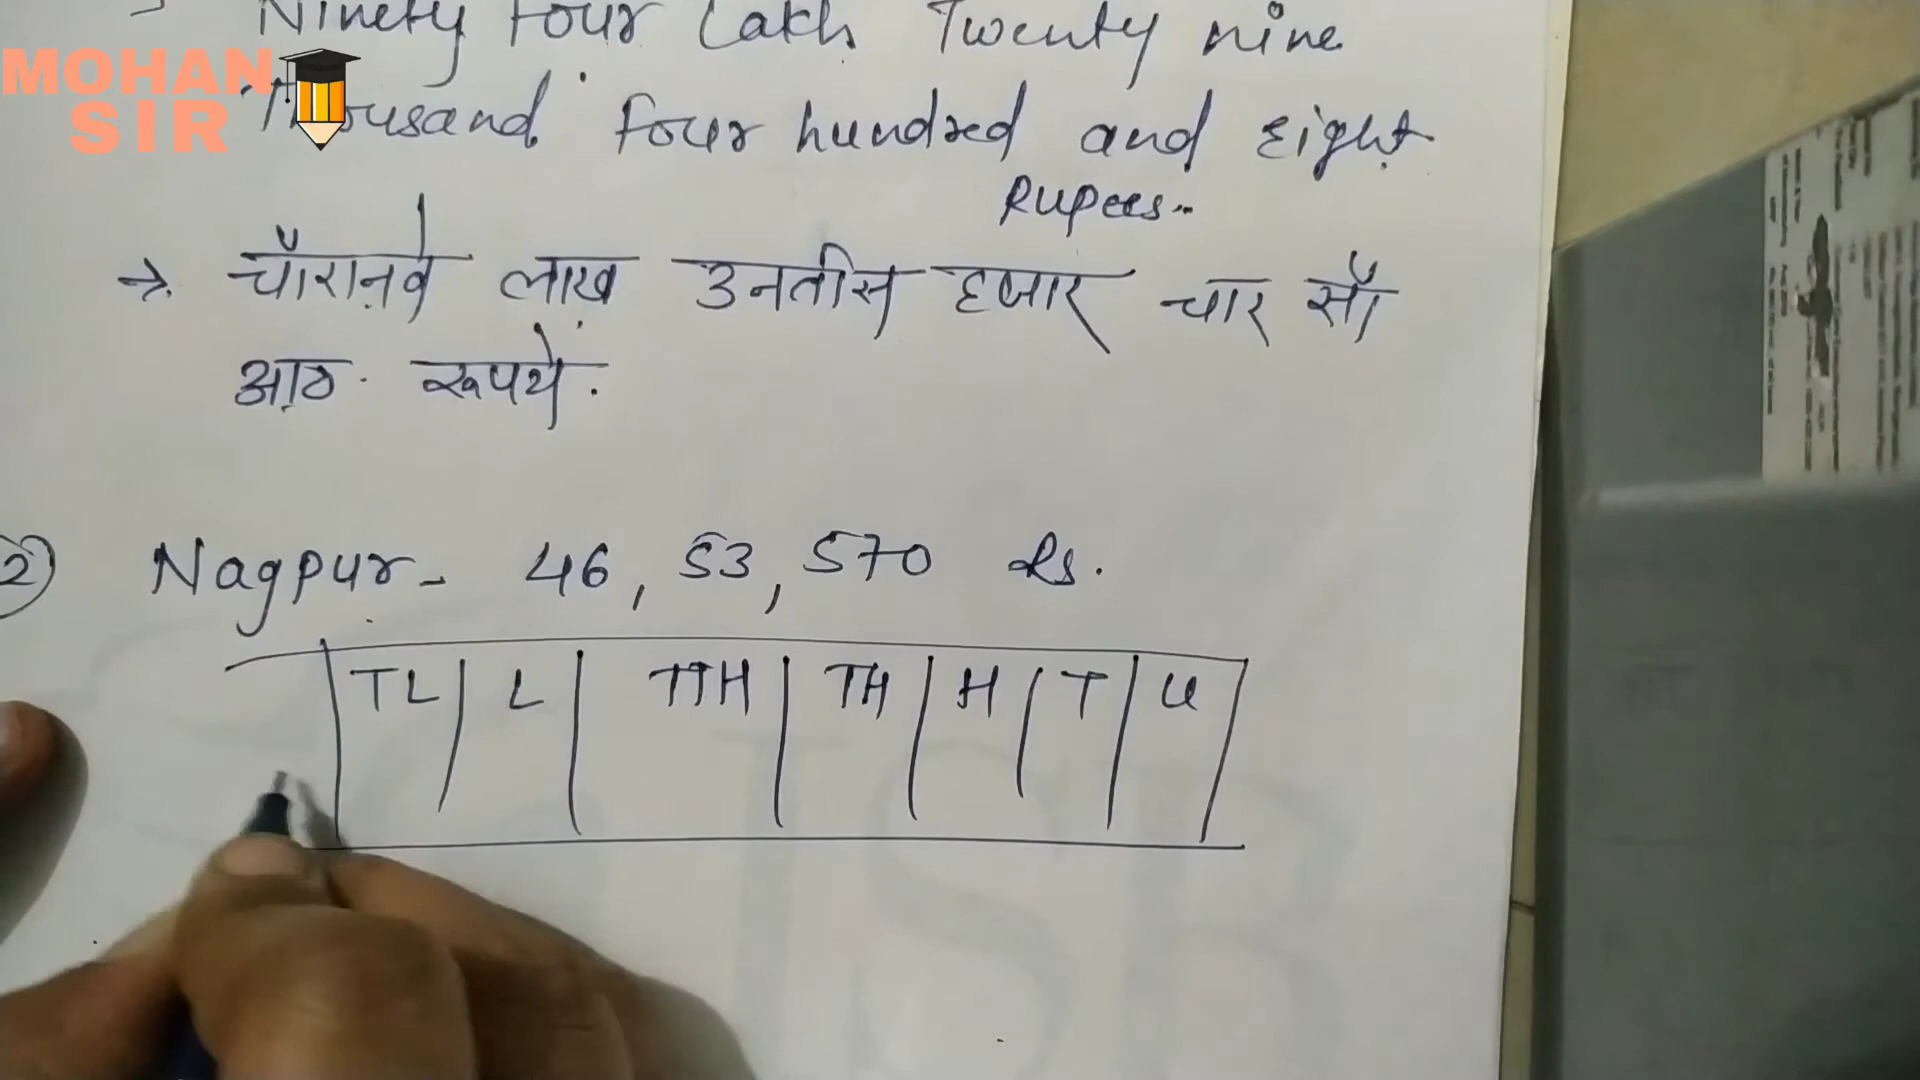 Ninety four Lakh Twenty nine
MOHAN
SIR
Thousand four hundred and Eight
Rupees..
→ चौरानवे लाख उनतीस हजार चार सौ
आठ रूपये.
2) Nagpur - 46, 53, 570 Rs.
TL L TTH TH H T U